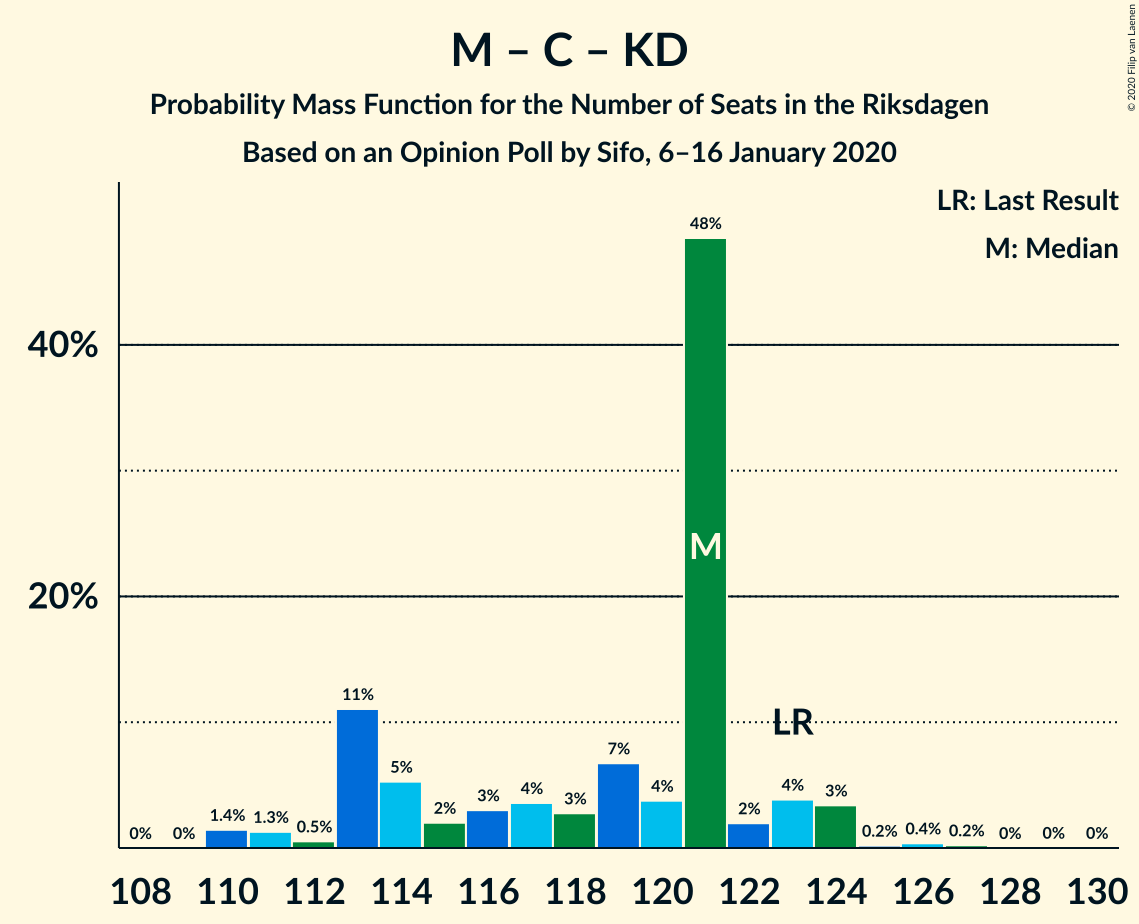 M – C – KD
Probability Mass Function for the Number of Seats in the Riksdagen
Based on an Opinion Poll by Sifo, 6–16 January 2020
© 2020 Filip van Laenen
LR: Last Result
M: Median
40%
20%
0% 0% 1.4% 1.3% 0.5% 11% 5% 2% 3% 4% 3% 7% 4% 48% 2% 4% 3% 0.2% 0.4% 0.2% 0% 0% 0%
M
LR
108 110 112 114 116 118 120 122 124 126 128 130